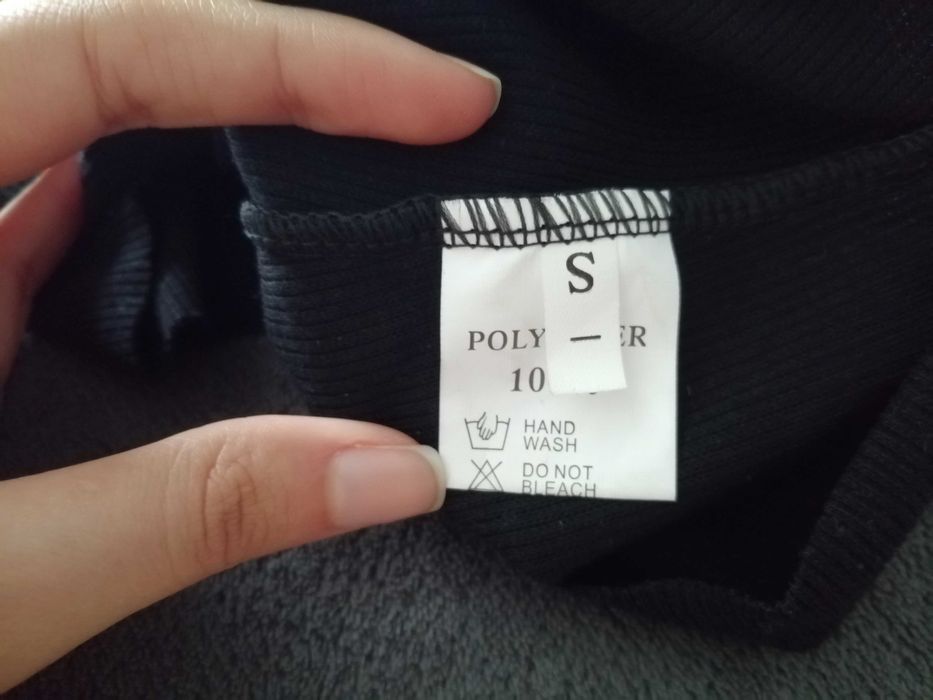 S
—
POLY ER
10
HAND
WASH
DO NOT
BLEACH